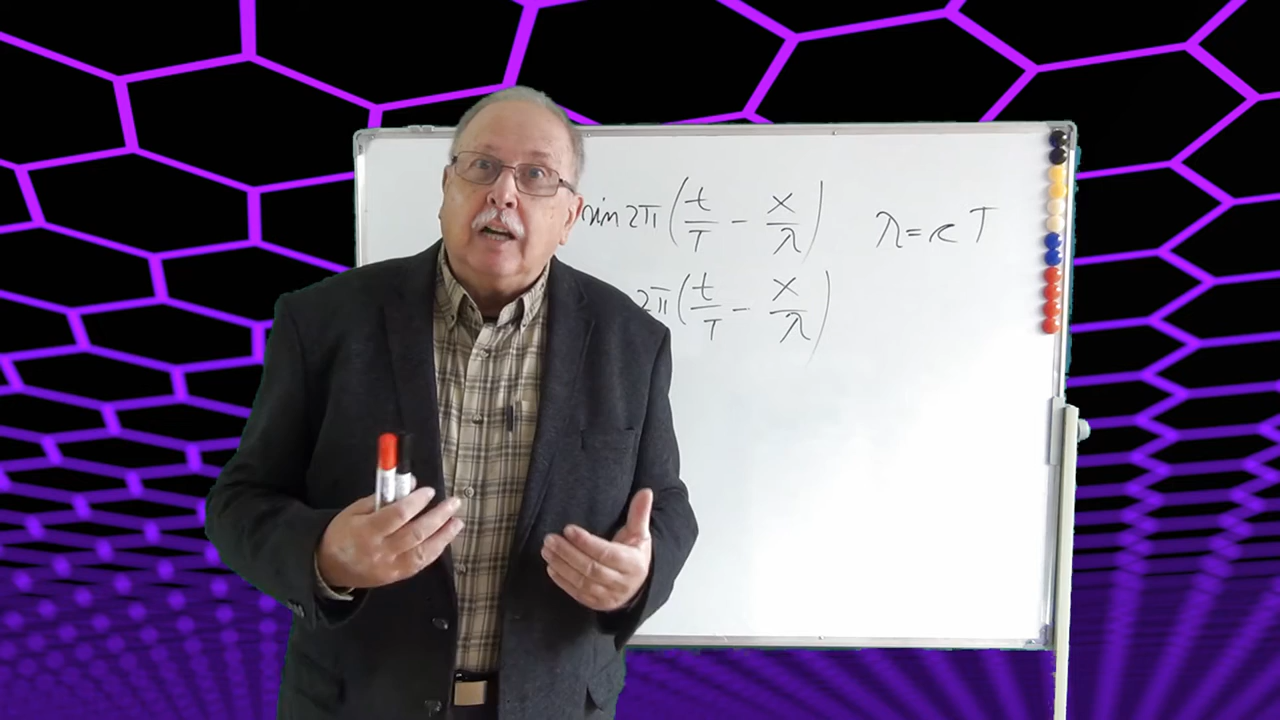 sin 2π (t/T − x/λ) λ = c T
2π (t/T − x/λ)